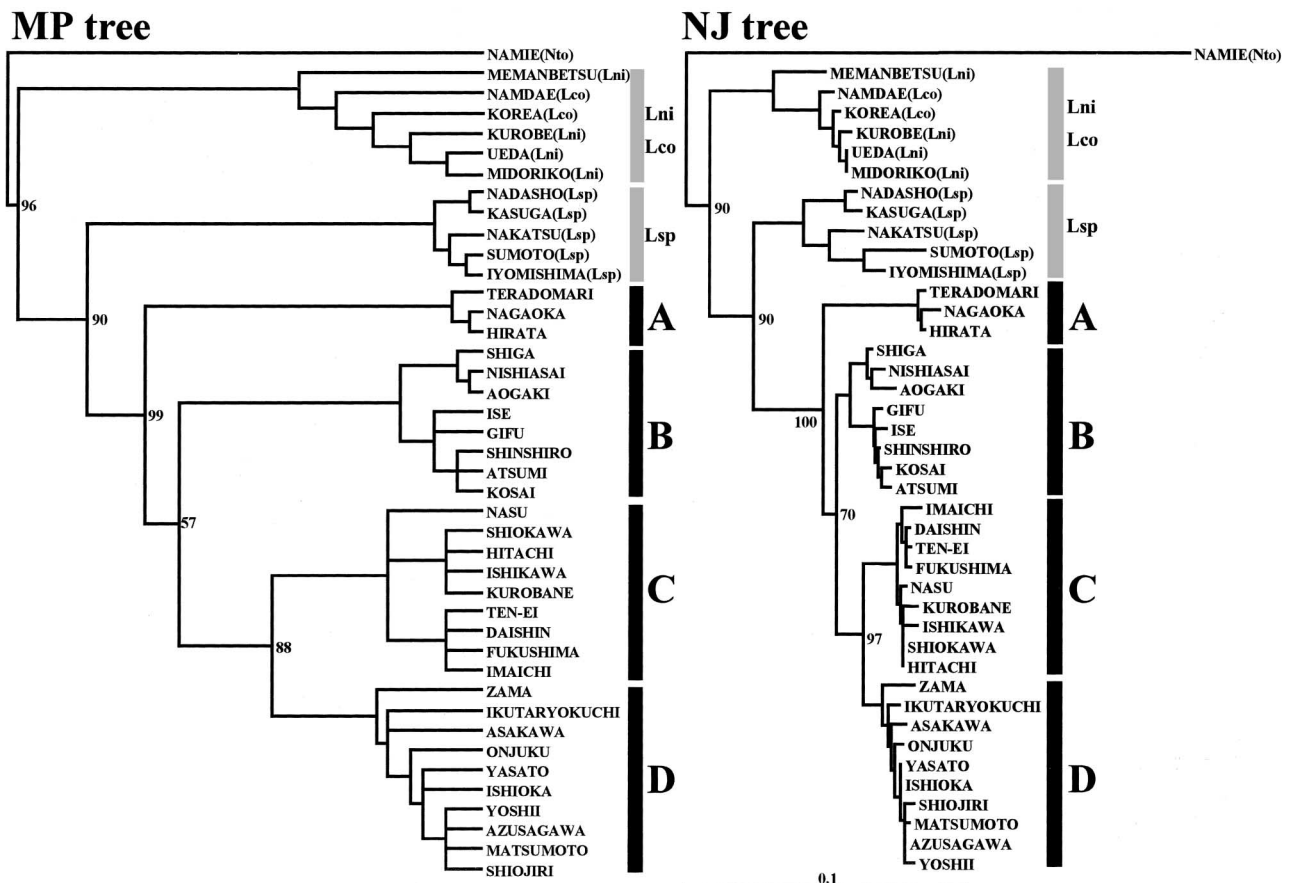 MP tree
NAMIE(Nto)
MEMANBETSU(Lni)
NAMDAE(Lco)
KOREA(Lco)
KUROBE(Lni)
UEDA(Lni)
MIDORIKO(Lni)
Lni
Lco
NADASHO(Lsp)
KASUGA(Lsp)
NAKATSU(Lsp)
SUMOTO(Lsp)
IYOMISHIMA(Lsp)
Lsp
TERADOMARI
NAGAOKA
HIRATA
A
SHIGA
NISHIASAI
AOGAKI
ISE
GIFU
SHINSHIRO
ATSUMI
KOSAI
B
NASU
SHIOKAWA
HITACHI
ISHIKAWA
KUROBANE
TEN-EI
DAISHIN
FUKUSHIMA
IMAICHI
C
ZAMA
IKUTARYOKUCHI
ASAKAWA
ONJUKU
YASATO
ISHIOKA
YOSHII
AZUSAGAWA
MATSUMOTO
SHIOJIRI
D
96
90
99
57
88
NJ tree
NAMIE(Nto)
MEMANBETSU(Lni)
NAMDAE(Lco)
KOREA(Lco)
KUROBE(Lni)
UEDA(Lni)
MIDORIKO(Lni)
Lni
Lco
NADASHO(Lsp)
KASUGA(Lsp)
NAKATSU(Lsp)
SUMOTO(Lsp)
IYOMISHIMA(Lsp)
Lsp
TERADOMARI
NAGAOKA
HIRATA
A
SHIGA
NISHIASAI
AOGAKI
GIFU
ISE
SHINSHIRO
KOSAI
ATSUMI
B
IMAICHI
DAISHIN
TEN-EI
FUKUSHIMA
NASU
KUROBANE
ISHIKAWA
SHIOKAWA
HITACHI
C
ZAMA
IKUTARYOKUCHI
ASAKAWA
ONJUKU
YASATO
ISHIOKA
SHIOJIRI
MATSUMOTO
AZUSAGAWA
YOSHII
D
90
90
100
70
97
0.1